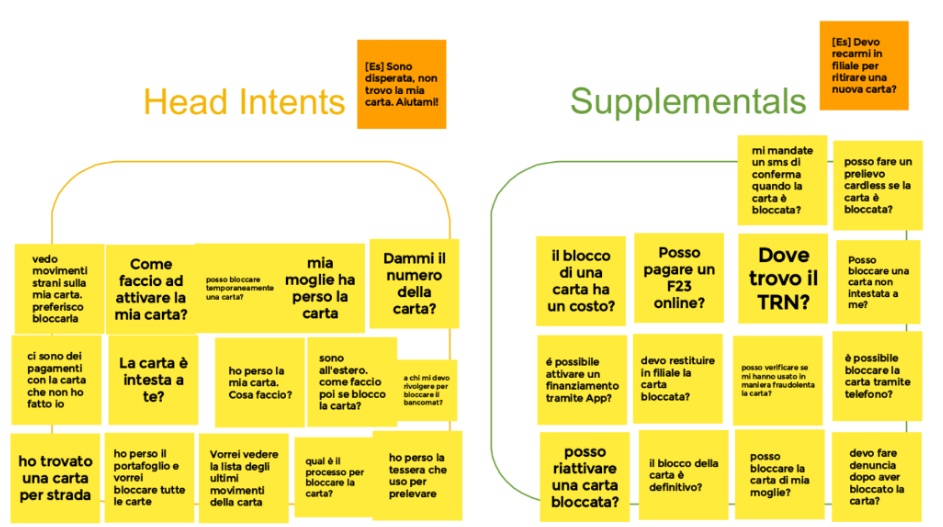 [Es] Sono
disperata, non
trovo la mia
carta. Aiutami!
Head Intents
[Es] Devo
recarmi in
filiale per
ritirare una
nuova carta?
Supplementals
vedo
movimenti
strani sulla
mia carta.
preferisco
bloccarla
Come
faccio ad
attivare la
mia carta?
posso bloccare
temporaneamente
una carta?
mia
moglie ha
perso la
carta
Dammi il
numero
della
carta?
ci sono dei
pagamenti
con la carta
che non ho
fatto io
La carta è
intesta a
te?
ho perso la
mia carta.
Cosa faccio?
sono
all'estero.
come faccio
poi se blocco
la carta?
a chi mi devo
rivolgere per
bloccare il
bancomat?
ho trovato
una carta
per strada
ho perso il
portafoglio e
vorrei
bloccare tutte
le carte
Vorrei vedere
la lista degli
ultimi
movimenti
della carta
qual è il
processo per
bloccare la
carta?
ho perso la
tessera che
uso per
prelevare
mi mandate
un sms di
conferma
quando la
carta è
bloccata?
posso fare un
prelievo
cardless se la
carta è
bloccata?
il blocco
di una
carta ha
un costo?
Posso
pagare un
F23
online?
Dove
trovo il
TRN?
Posso
bloccare una
carta non
intestata a
me?
é possibile
attivare un
finanziamento
tramite App?
devo restituire
in filiale la
carta
bloccata?
posso verificare se
mi hanno usato in
maniera fraudolenta
la carta?
è possibile
bloccare la
carta tramite
telefono?
posso
riattivare
una carta
bloccata?
il blocco della
carta è
definitivo?
posso
bloccare la
carta di mia
moglie?
devo fare
denuncia
dopo aver
bloccato la
carta?